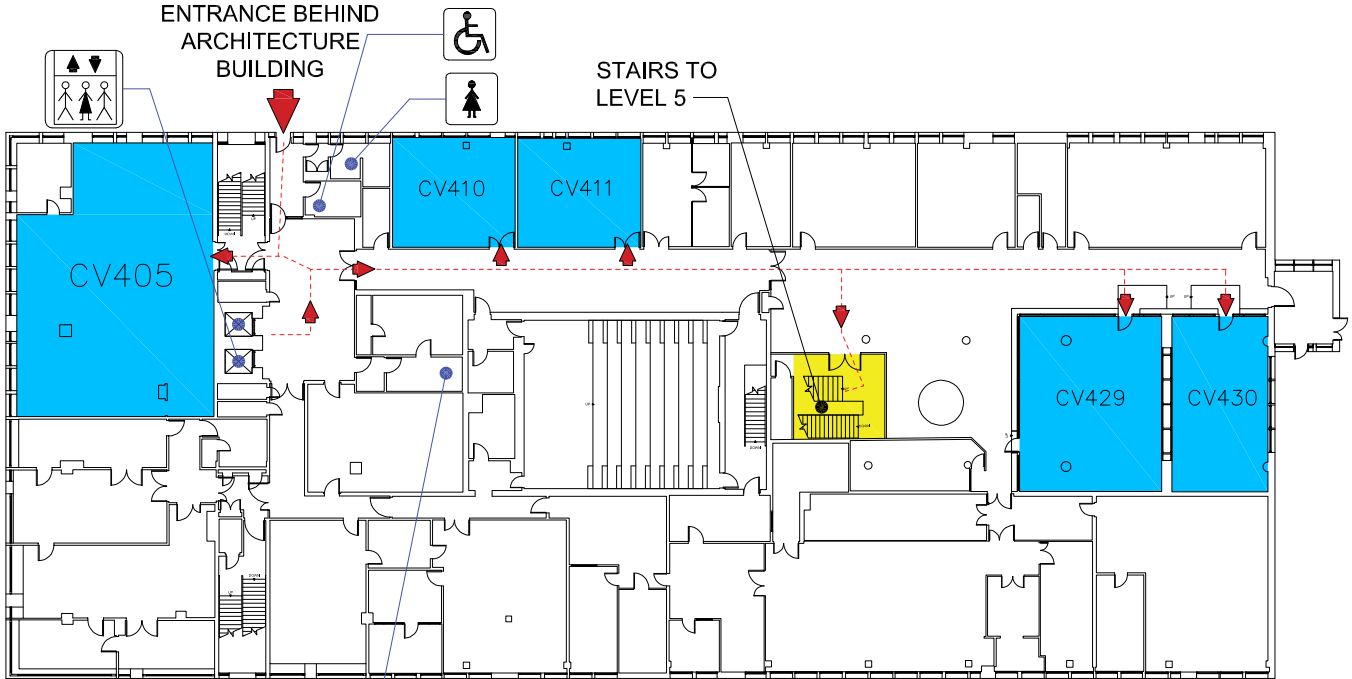 ENTRANCE BEHIND
ARCHITECTURE
BUILDING
STAIRS TO
LEVEL 5
CV410
CV411
CV405
CV429
CV430